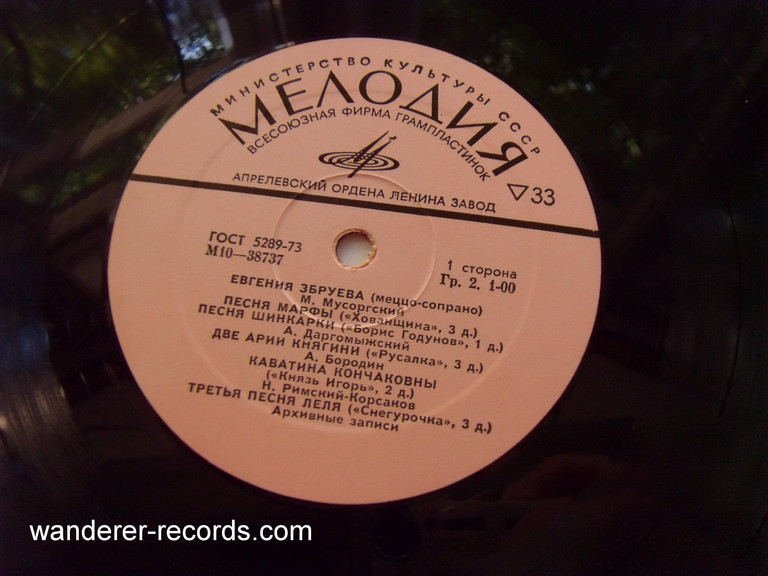 МИНИСТЕРСТВО КУЛЬТУРЫ СССР
МЕЛОДИЯ
ВСЕСОЮЗНАЯ ФИРМА ГРАМПЛАСТИНОК
АПРЕЛЕВСКИЙ ОРДЕНА ЛЕНИНА ЗАВОД
33
ГОСТ 5289-73
М10—38737
1 сторона
Гр. 2. 1-00
ЕВГЕНИЯ ЗБРУЕВА (меццо-сопрано)
М. Мусоргский
ПЕСНЯ МАРФЫ («Хованщина», 3 д.)
ПЕСНЯ ШИНКАРКИ («Борис Годунов», 1 д.)
А. Даргомыжский
ДВЕ АРИИ КНЯГИНИ («Русалка», 3 д.)
А. Бородин
КАВАТИНА КОНЧАКОВНЫ
(«Князь Игорь», 2 д.)
Н. Римский-Корсаков
ТРЕТЬЯ ПЕСНЯ ЛЕЛЯ («Снегурочка», 3 д.)
Архивные записи
wanderer-records.com